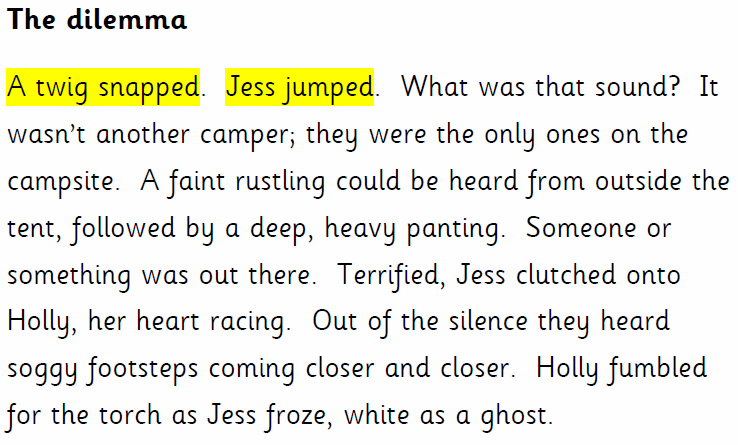 The dilemma
A twig snapped.  Jess jumped.  What was that sound?  It
wasn't another camper; they were the only ones on the
campsite.  A faint rustling could be heard from outside the
tent, followed by a deep, heavy panting.  Someone or
something was out there.  Terrified, Jess clutched onto
Holly, her heart racing.  Out of the silence they heard
soggy footsteps coming closer and closer.  Holly fumbled
for the torch as Jess froze, white as a ghost.